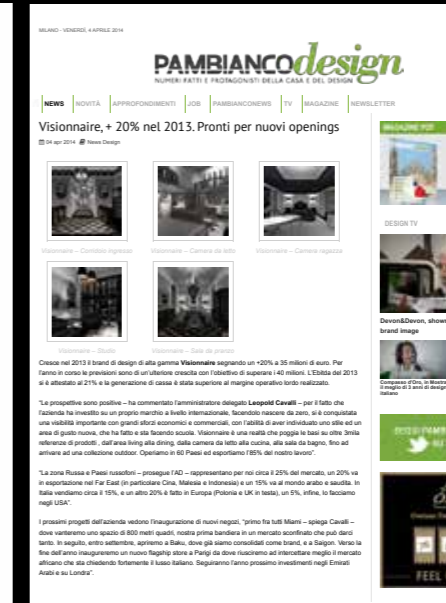 MILANO - VENERDÌ, 4 APRILE 2014
PAMBIANCOdesign
NUMERI FATTI E PROTAGONISTI DELLA CASA E DEL DESIGN
NEWS NOVITÀ APPROFONDIMENTI JOB PAMBIANCONEWS TV MAGAZINE NEWSLETTER
Visionnaire, + 20% nel 2013. Pronti per nuovi openings
04 apr 2014 News Design
Visionnaire – Corridoio ingresso
Visionnaire – Camera da letto
Visionnaire – Camera ragazza
Visionnaire – Studio
Visionnaire – Sala da pranzo
Cresce nel 2013 il brand di design di alta gamma Visionnaire segnando un +20% a 35 milioni di euro. Per
l'anno in corso le previsioni sono di un'ulteriore crescita con l'obiettivo di superare i 40 milioni. L'Ebitda del 2013
si è attestato al 21% e la generazione di cassa è stata superiore al margine operativo lordo realizzato.
"Le prospettive sono positive – ha commentato l'amministratore delegato Leopold Cavalli – per il fatto che
l'azienda ha investito su un proprio marchio a livello internazionale, facendolo nascere da zero, si è conquistata
una visibilità importante con grandi sforzi economici e commerciali, con l'abilità di aver individuato uno stile ed un
area di gusto nuova, che ha fatto e sta facendo scuola. Visionnaire è una realtà che poggia le basi su oltre 3mila
referenze di prodotti , dall'area living alla dining, dalla camera da letto alla cucina, alla sala da bagno, fino ad
arrivare ad una collezione outdoor. Operiamo in 60 Paesi ed esportiamo l'85% del nostro lavoro".
"La zona Russa e Paesi russofoni – prosegue l'AD – rappresentano per noi circa il 25% del mercato, un 20% va
in esportazione nel Far East (in particolare Cina, Malesia e Indonesia) e un 15% va al mondo arabo e saudita. In
Italia vendiamo circa il 15%, e un altro 20% è fatto in Europa (Polonia e UK in testa), un 5%, infine, lo facciamo
negli USA".
I prossimi progetti dell'azienda vedono l'inaugurazione di nuovi negozi, "primo fra tutti Miami – spiega Cavalli –
dove vanteremo uno spazio di 800 metri quadri, nostra prima bandiera in un mercato sconfinato che può darci
tanto. In seguito, entro settembre, apriremo a Baku, dove già siamo consolidati come brand, e a Saigon. Verso la
fine dell'anno inaugureremo un nuovo flagship store a Parigi da dove riusciremo ad intercettare meglio il mercato
africano che sta chiedendo fortemente il lusso italiano. Seguiranno l'anno prossimo investimenti negli Emirati
Arabi e su Londra".
MAGAZINE PDF
DESIGN TV
Devon&Devon, show
brand image
Compasso d'Oro, in Mostra
il meglio di 3 anni di design
italiano
FEEL